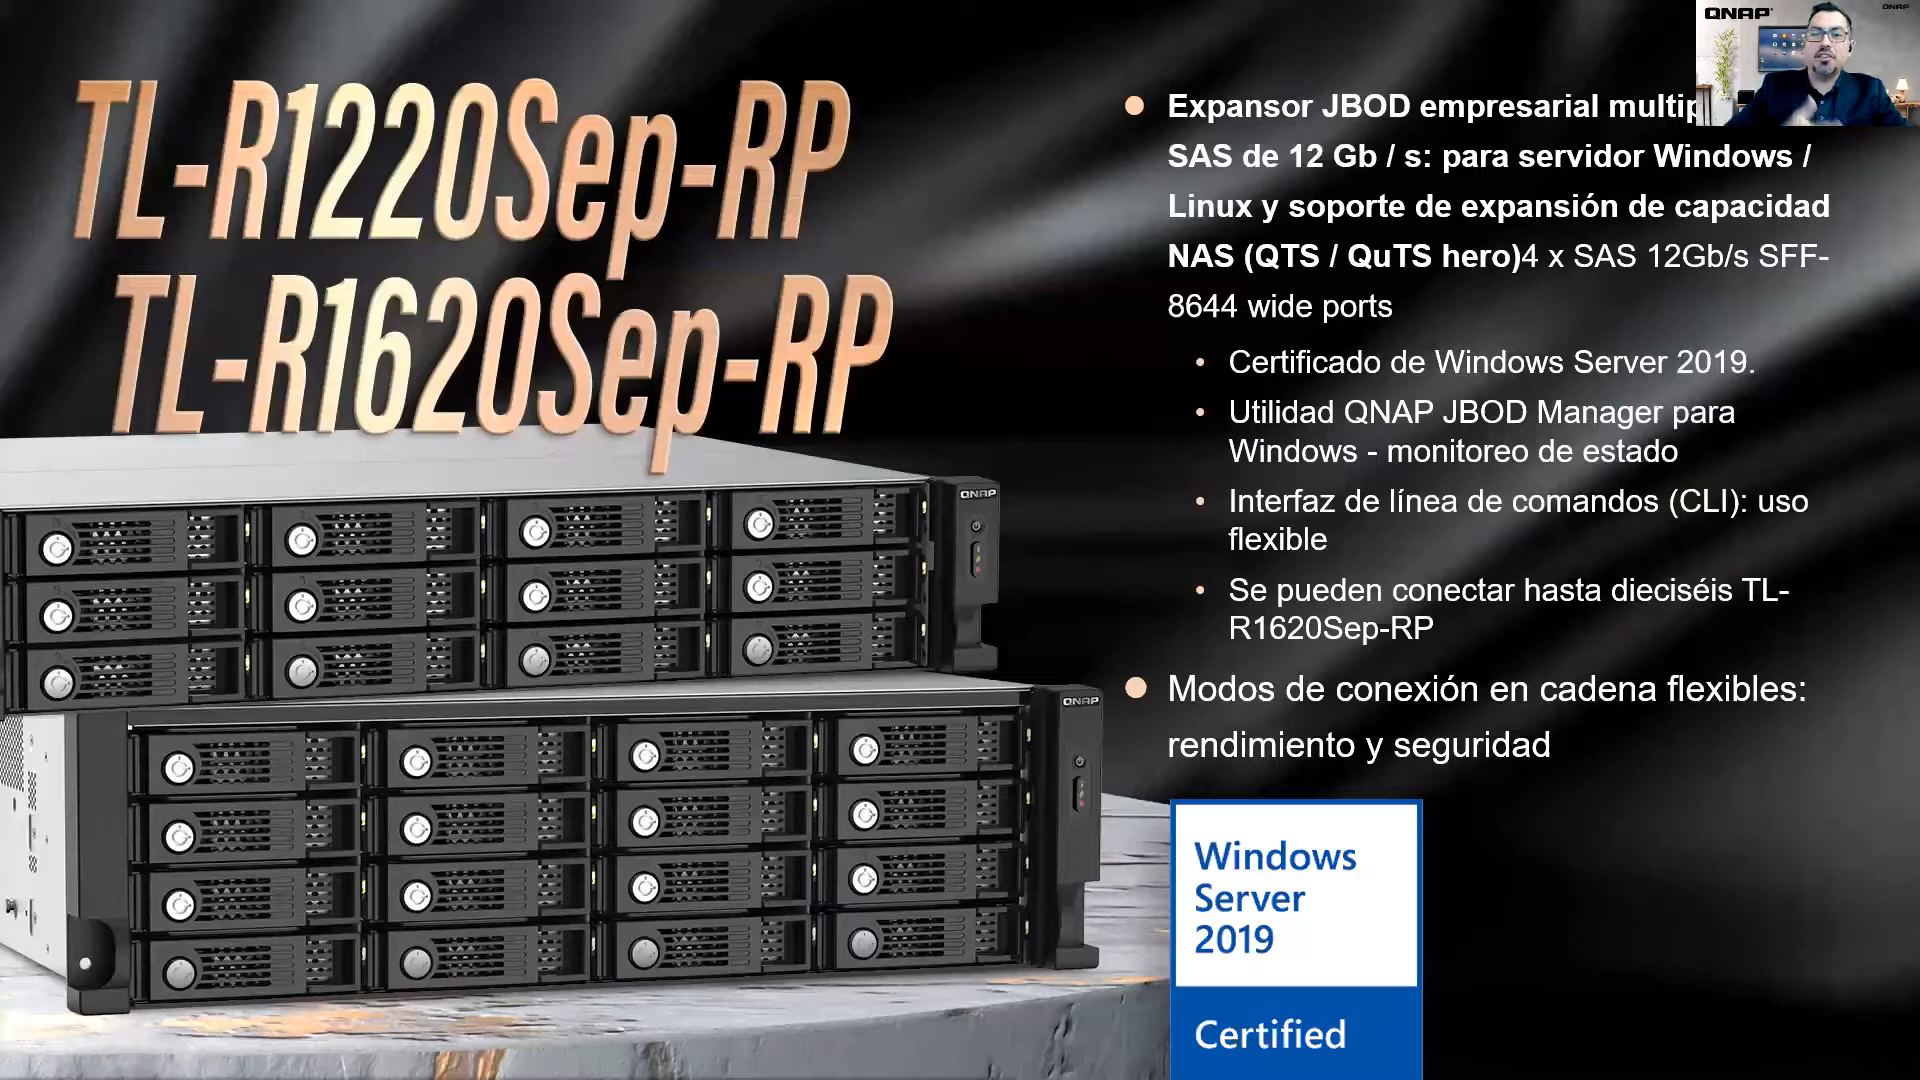 TL-R1220Sep-RP
TL-R1620Sep-RP
Expansor JBOD empresarial
SAS de 12 Gb / s: para servidor Windows /
Linux y soporte de expansión de capacidad
NAS (QTS / QuTS hero)4 x SAS 12Gb/s SFF-
8644 wide ports
• Certificado de Windows Server 2019.
• Utilidad QNAP JBOD Manager para
Windows - monitoreo de estado
• Interfaz de línea de comandos (CLI): uso
flexible
• Se pueden conectar hasta dieciséis TL-
R1620Sep-RP
Modos de conexión en cadena flexibles:
rendimiento y seguridad
Windows
Server
2019
Certified
QNAP
QNAP
QNAP
QNAP